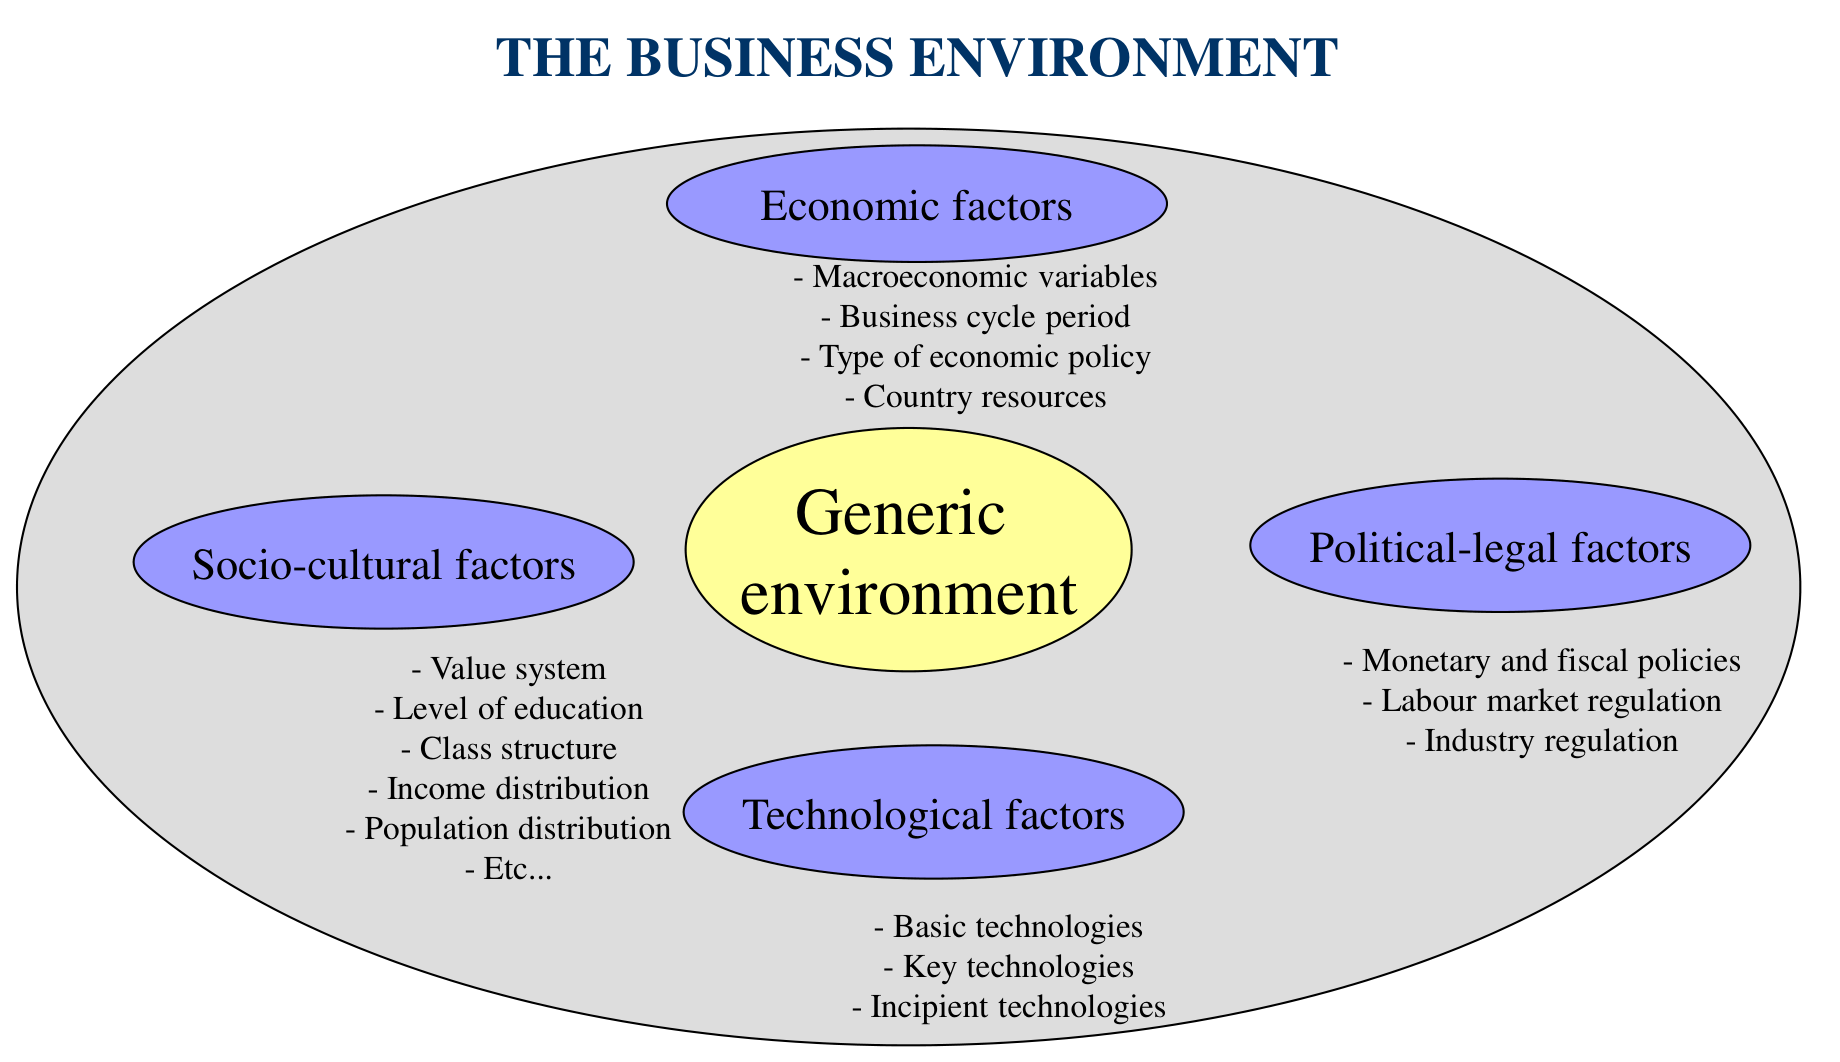 THE BUSINESS ENVIRONMENT
Economic factors
- Macroeconomic variables
- Business cycle period
- Type of economic policy
- Country resources
Generic
environment
Socio-cultural factors
- Value system
- Level of education
- Class structure
- Income distribution
- Population distribution
- Etc...
Political-legal factors
- Monetary and fiscal policies
- Labour market regulation
- Industry regulation
Technological factors
- Basic technologies
- Key technologies
- Incipient technologies